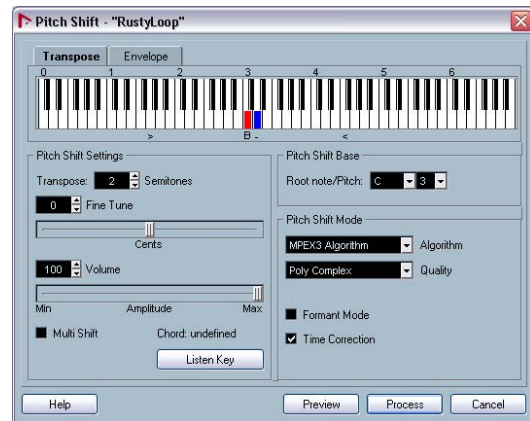 Pitch Shift - "RustyLoop"
Transpose Envelope
0 1 2 3 4 5 6
> B - <
Pitch Shift Settings
Transpose: 2 Semitones
0 Fine Tune
Cents
100 Volume
Min Amplitude Max
Multi Shift Chord: undefined
Listen Key
Pitch Shift Base
Root note/Pitch: C 3
Pitch Shift Mode
MPEX3 Algorithm Algorithm
Poly Complex Quality
Formant Mode
Time Correction
Help Preview Process Cancel